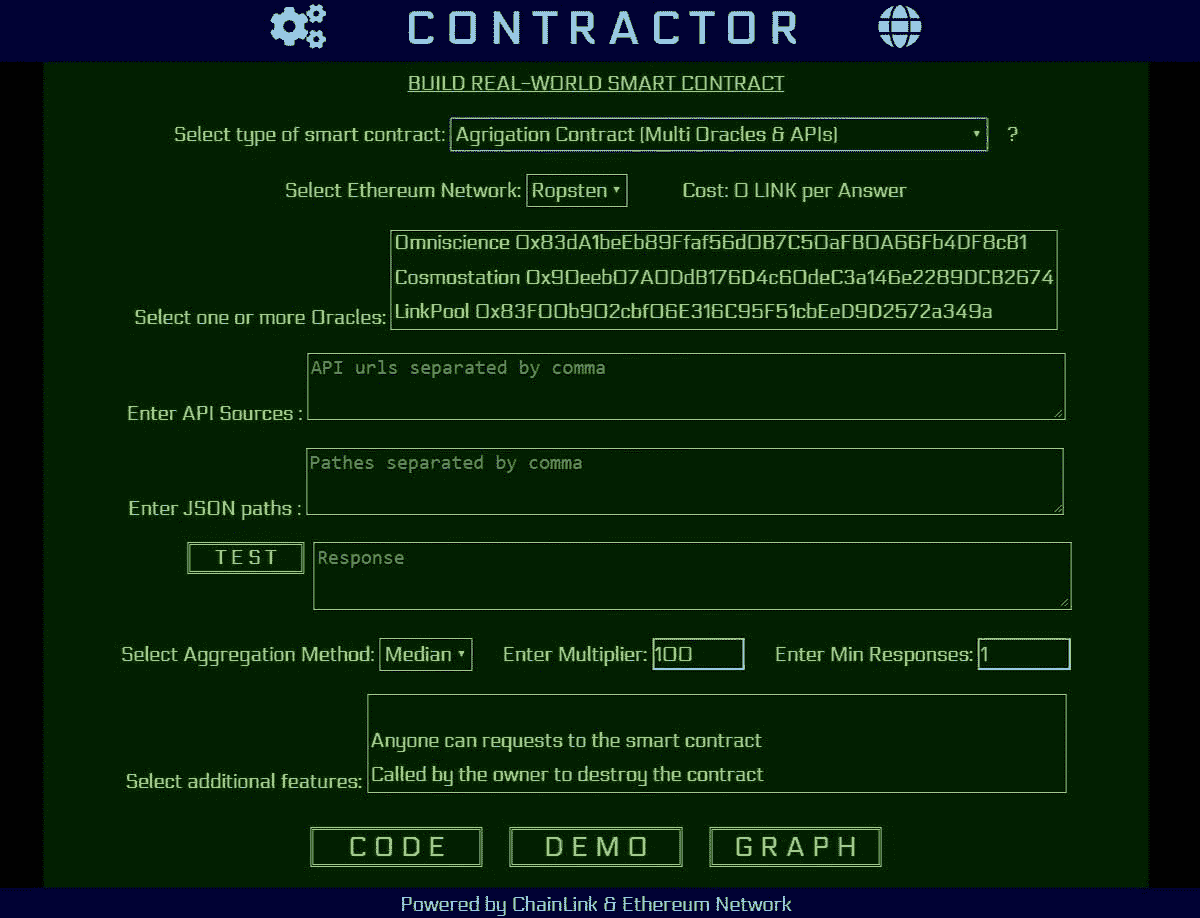 CONTRACTOR
BUILD REAL-WORLD SMART CONTRACT
Select type of smart contract: Agrigation Contract (Multi Oracles & APIs) ?
Select Ethereum Network: Ropsten Cost: 0 LINK per Answer
Omniscience 0x83dA1beEb89Ffaf56d0B7C50aFB0A66Fb4DF8cB1
Cosmostation 0x90eeb07A0DdB176D4c60deC3a146e2289DCB2674
Select one or more Oracles: LinkPool 0x83F00b902cbf06E316C95F51cbEeD9D2572a349a
API urls separated by comma
Enter API Sources :
Pathes separated by comma
Enter JSON paths :
TEST Response
Select Aggregation Method: Median Enter Multiplier: 100 Enter Min Responses: 1
Anyone can requests to the smart contract
Select additional features: Called by the owner to destroy the contract
CODE DEMO GRAPH
Powered by ChainLink & Ethereum Network